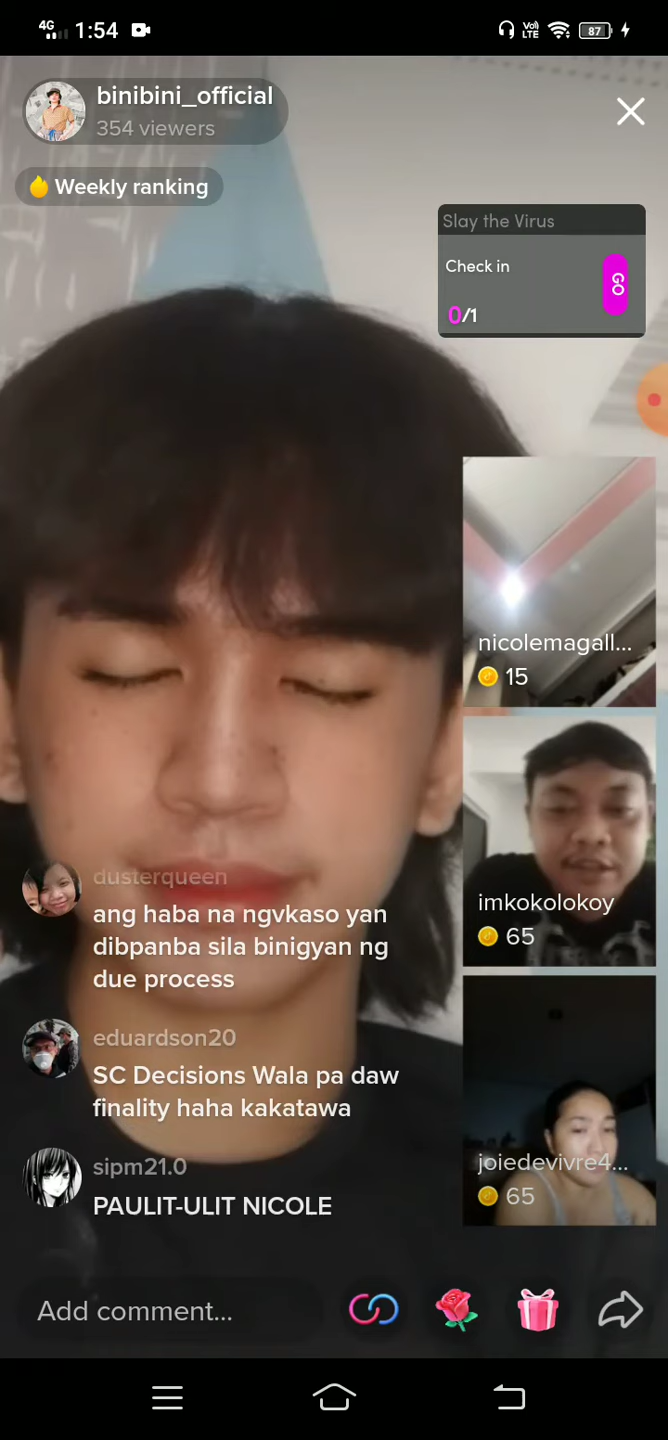 4G 1:54 Vo) LTE 87
binibini_official
354 viewers
Weekly ranking
Slay the Virus
Check in
GO
0/1
nicolemagall...
15
imkokolokoy
65
joiedevivre4...
65
dusterqueen
ang haba na ngvkaso yan
dibpanba sila binigyan ng
due process
eduardson20
SC Decisions Wala pa daw
finality haha kakatawa
sipm21.0
PAULIT-ULIT NICOLE
Add comment...